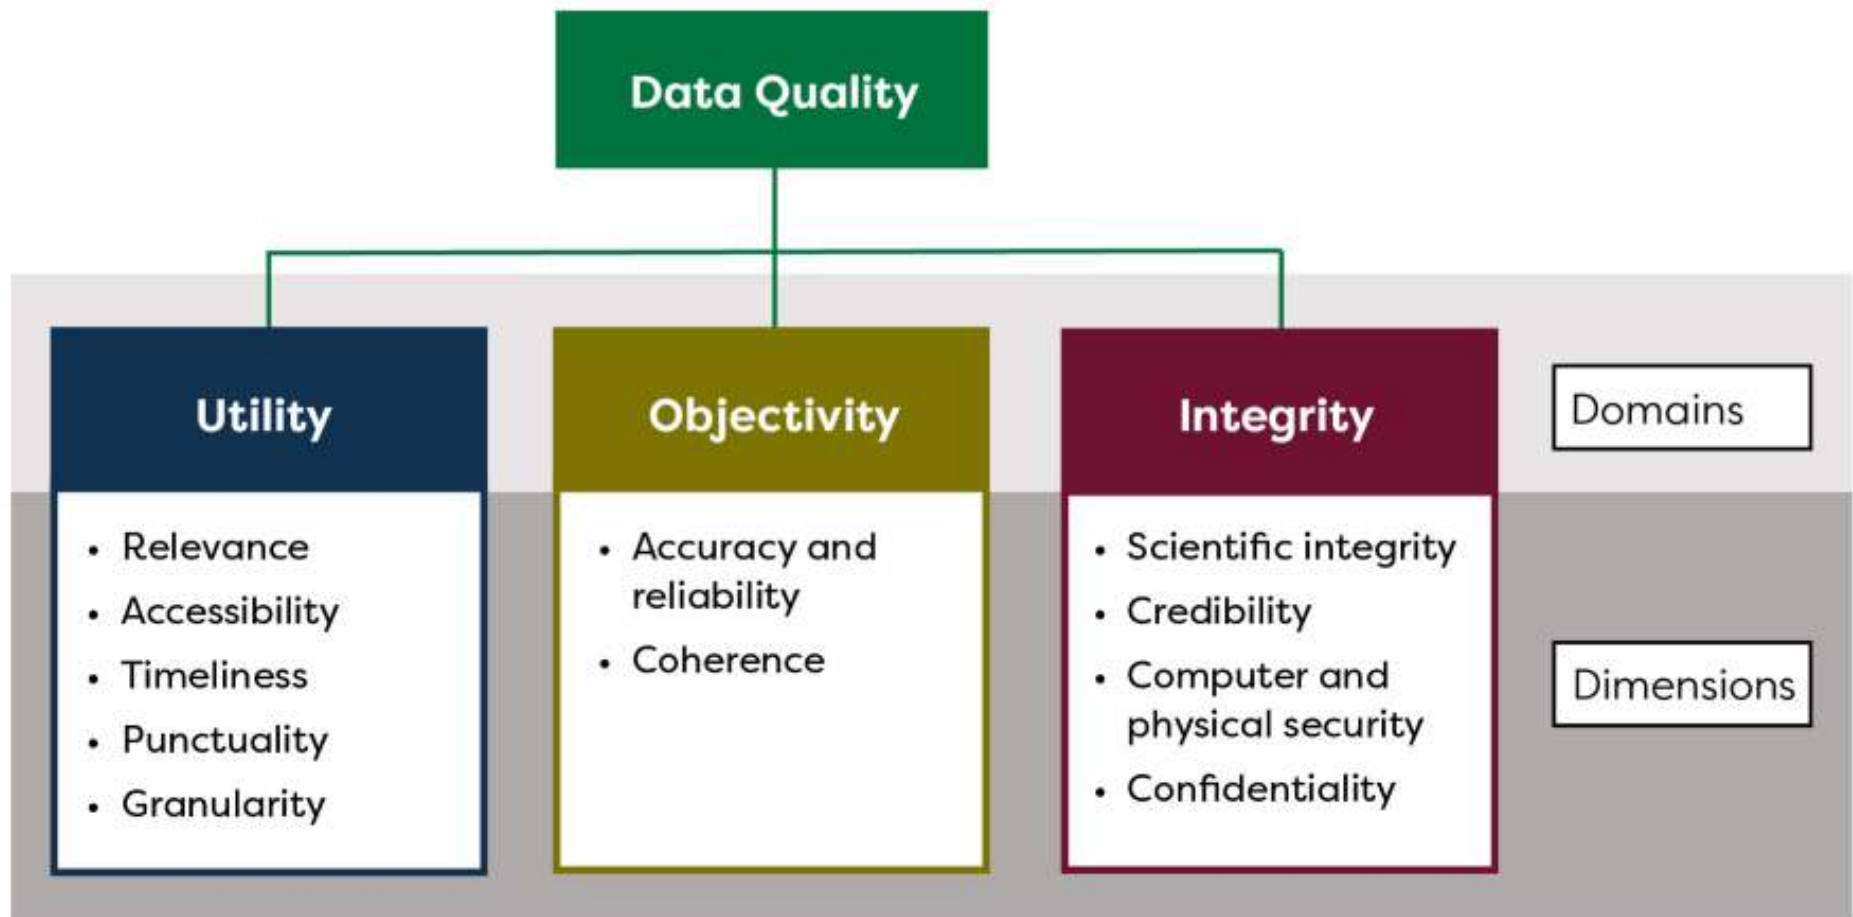 Data Quality
Utility
Objectivity
Integrity
Domains
• Relevance
• Accessibility
• Timeliness
• Punctuality
• Granularity
• Accuracy and
reliability
• Coherence
• Scientific integrity
• Credibility
• Computer and
physical security
• Confidentiality
Dimensions